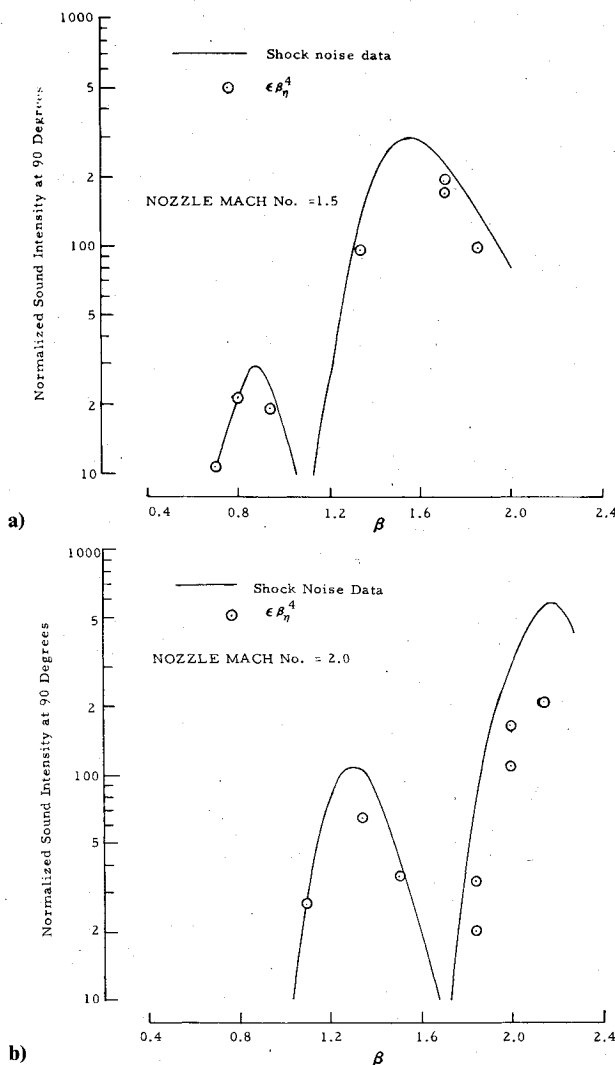 1000
5
2
100
5
2
10
Normalized Sound Intensity at 90 Degrees
Shock noise data
ϵβη⁴
NOZZLE MACH No. =1.5
0.4 0.8 1.2 1.6 2.0 2.4
β
a)
1000
5
2
100
5
2
10
Normalized Sound Intensity at 90 Degrees
Shock Noise Data
ϵβη⁴
NOZZLE MACH No. = 2.0
0.4 0.8 1.2 1.6 2.0 2.4
β
b)